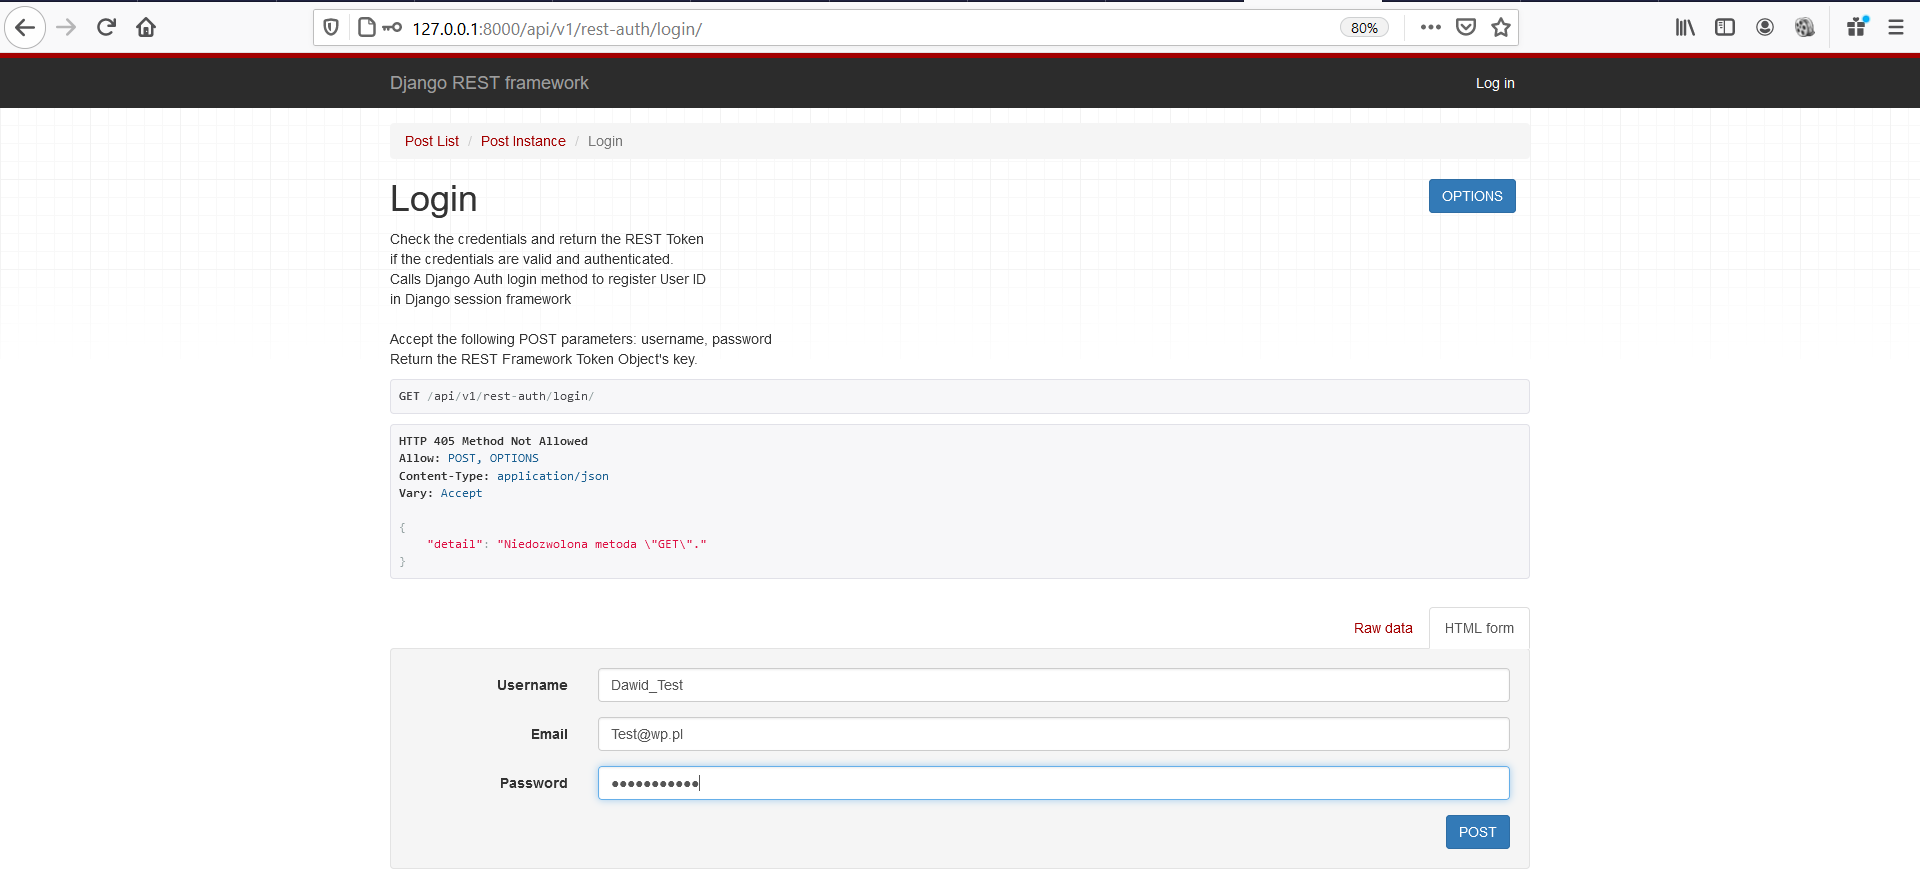 127.0.0.1:8000/api/v1/rest-auth/login/
80%
Django REST framework
Log in
Post List / Post Instance / Login
Login
OPTIONS
Check the credentials and return the REST Token
if the credentials are valid and authenticated.
Calls Django Auth login method to register User ID
in Django session framework
Accept the following POST parameters: username, password
Return the REST Framework Token Object's key.
GET /api/v1/rest-auth/login/
HTTP 405 Method Not Allowed
Allow: POST, OPTIONS
Content-Type: application/json
Vary: Accept
{
"detail": "Niedozwolona metoda \"GET\"."
}
Raw data
HTML form
Username
Dawid_Test
Email
Test@wp.pl
Password
●●●●●●●●●●●
POST